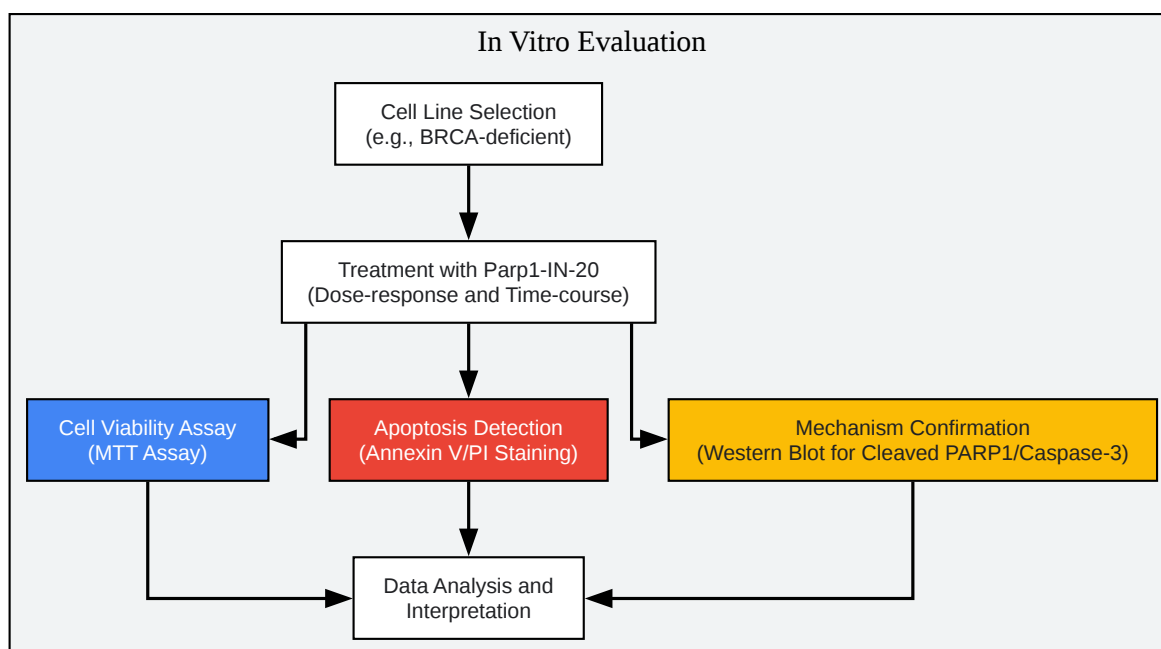 In Vitro Evaluation
Cell Line Selection
(e.g., BRCA-deficient)
Treatment with Parp1-IN-20
(Dose-response and Time-course)
Cell Viability Assay
(MTT Assay)
Apoptosis Detection
(Annexin V/PI Staining)
Mechanism Confirmation
(Western Blot for Cleaved PARP1/Caspase-3)
Data Analysis and
Interpretation